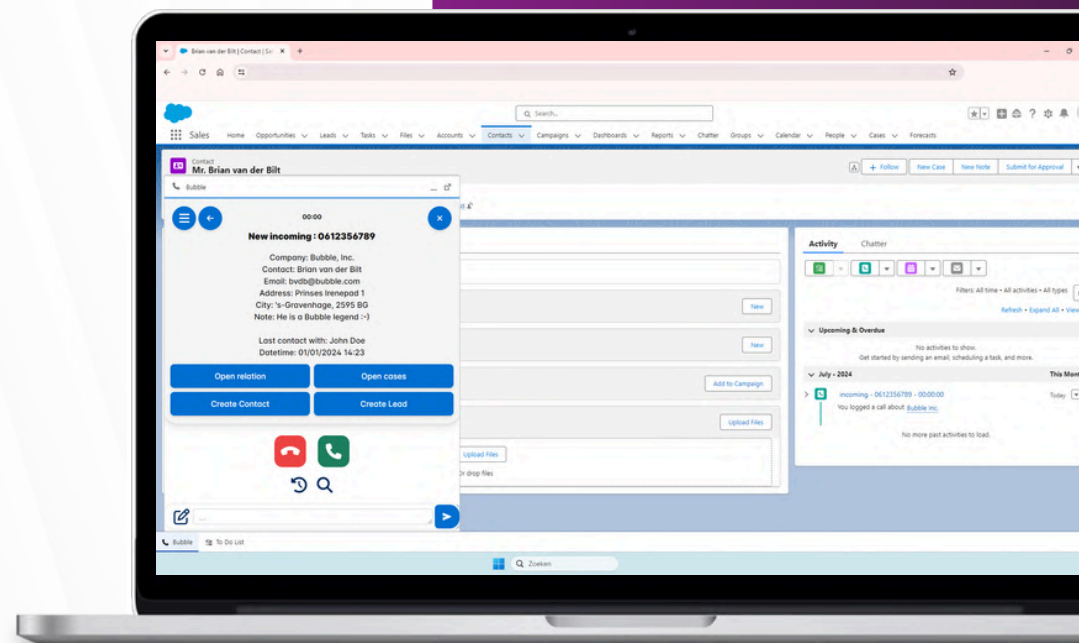 Brian van der Bilt | Contact | Sa
Search...
Sales Home Opportunities Leads Tasks Files Accounts Contacts Campaigns Dashboards Reports Chatter Groups Calendar People Cases Forecasts
Contact
Mr. Brian van der Bilt
+ Follow New Case New Note Submit for Approval
Bubble
00:00
New incoming : 0612356789
Company: Bubble, Inc.
Contact: Brian van der Bilt
Email: bvdb@bubble.com
Address: Prinses Irenepad 1
City: 's-Gravenhage, 2595 BG
Note: He is a Bubble legend :-)
Last contact with: John Doe
Datetime: 01/01/2024 14:23
Open relation Open cases
Create Contact Create Lead
New
New
Add to Campaign
Upload Files
Upload Files
Or drop files
Activity Chatter
Filters: All time • All activities • All types
Refresh • Expand All • View
Upcoming & Overdue
No activities to show.
Get started by sending an email, scheduling a task, and more.
July • 2024 This Mon
incoming - 0612356789 - 00:00:00 Today
You logged a call about Bubble Inc.
No more past activities to load.
...
Bubble To Do List
Zoeken